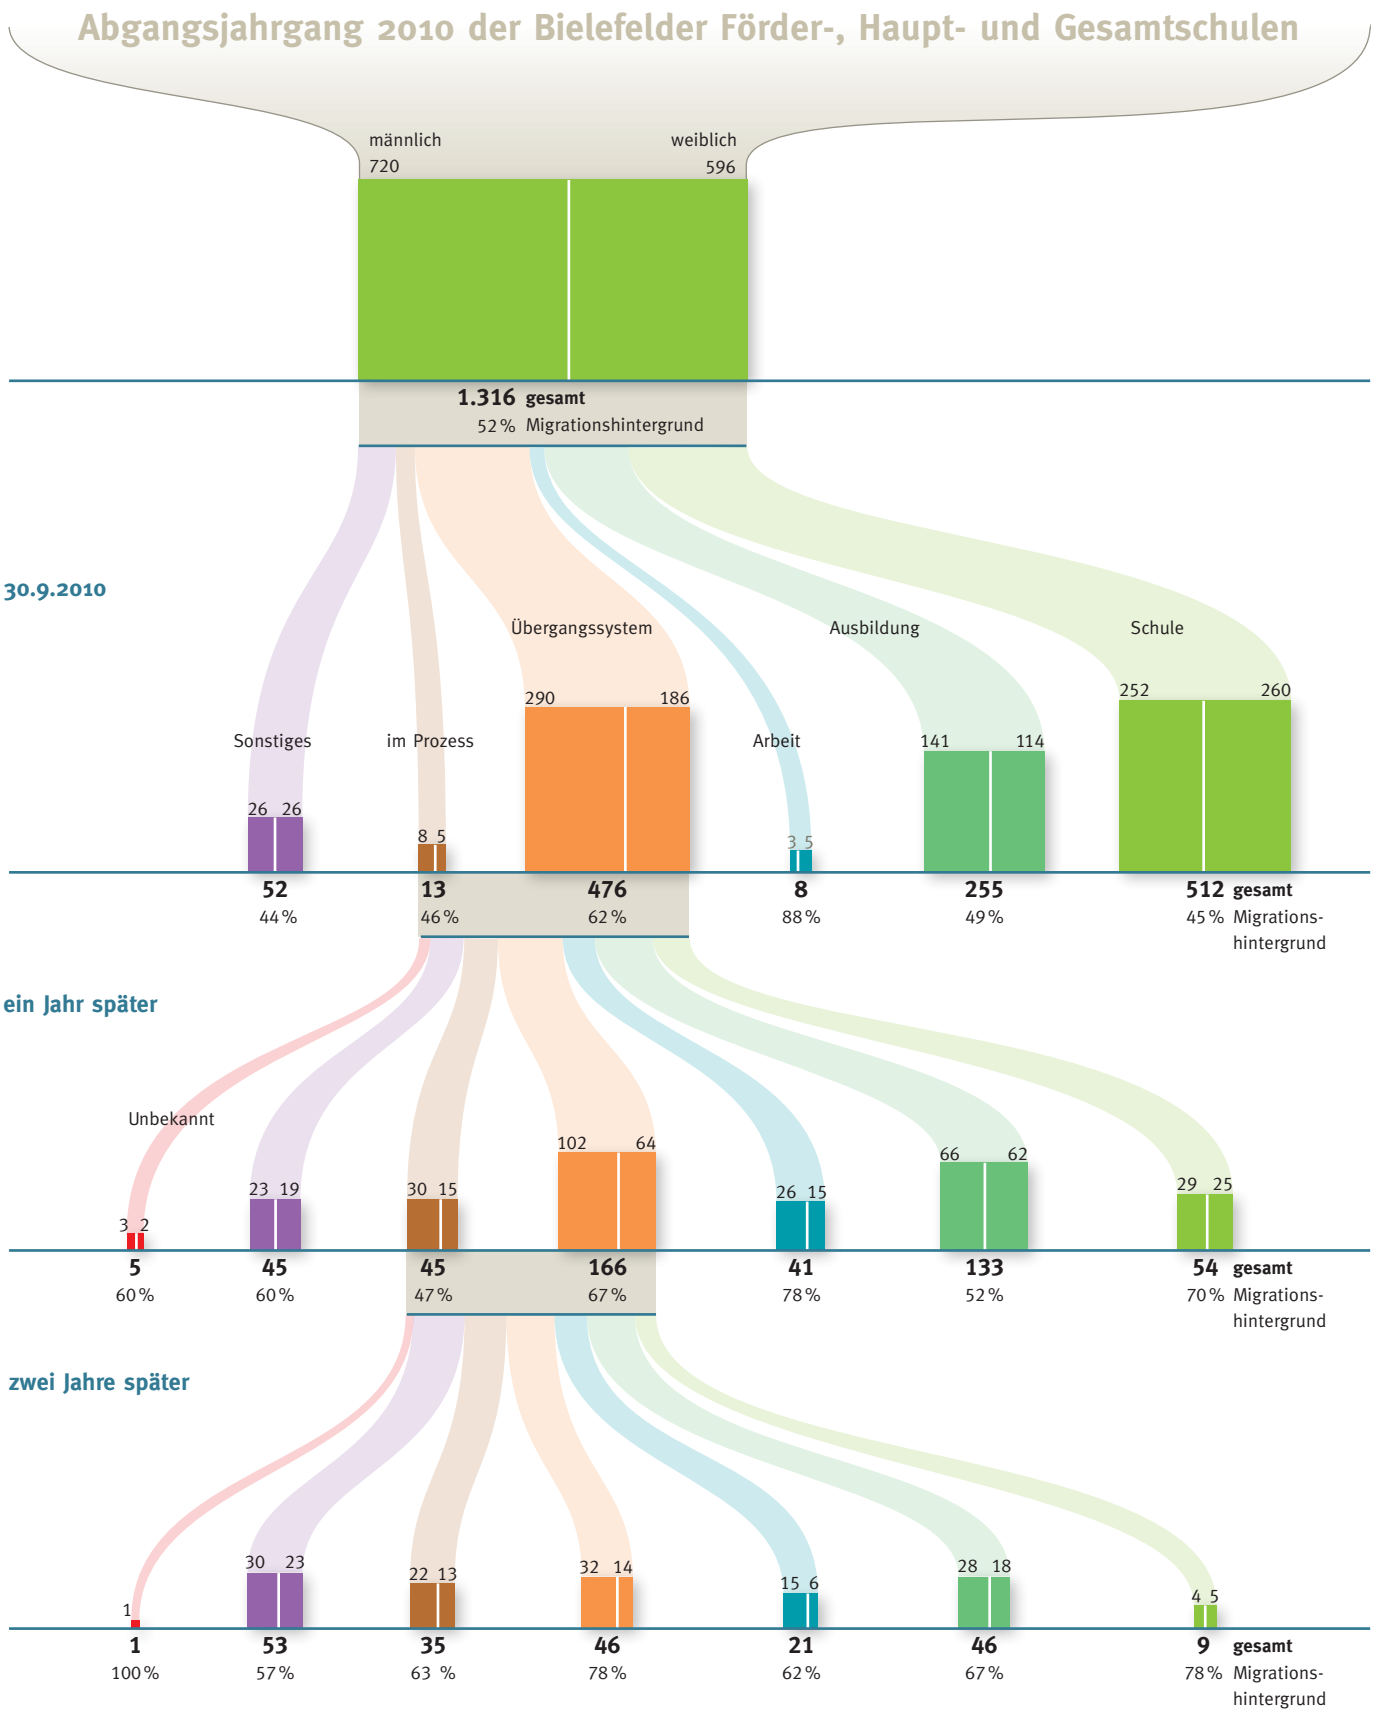 Abgangsjahrgang 2010 der Bielefelder Förder-, Haupt- und Gesamtschulen
männlich weiblich
720 596
1.316 gesamt
52 % Migrationshintergrund
30.9.2010
Übergangssystem Ausbildung Schule
252 260
290 186
Sonstiges im Prozess Arbeit 141 114
26 26
8 5 3 5
52 13 476 8 255 512 gesamt
44 % 46 % 62 % 88 % 49 % 45 % Migrations-
hintergrund
ein Jahr später
Unbekannt
102 64
66 62
23 19 30 15 26 15 29 25
3 2
5 45 45 166 41 133 54 gesamt
60 % 60 % 47 % 67 % 78 % 52 % 70 % Migrations-
hintergrund
zwei Jahre später
30 23 22 13 32 14 15 6 28 18 4 5
1
1 53 35 46 21 46 9 gesamt
100 % 57 % 63 % 78 % 62 % 67 % 78 % Migrations-
hintergrund